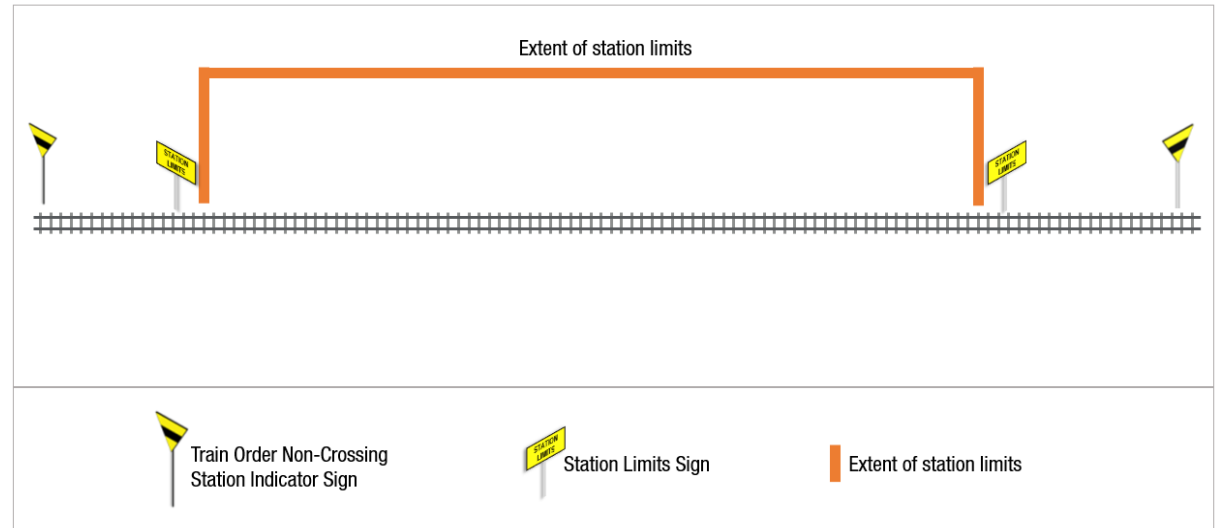 Extent of station limits
STATION
LIMITS
STATION
LIMITS
Train Order Non-Crossing
Station Indicator Sign
STATION
LIMITS
Station Limits Sign
Extent of station limits